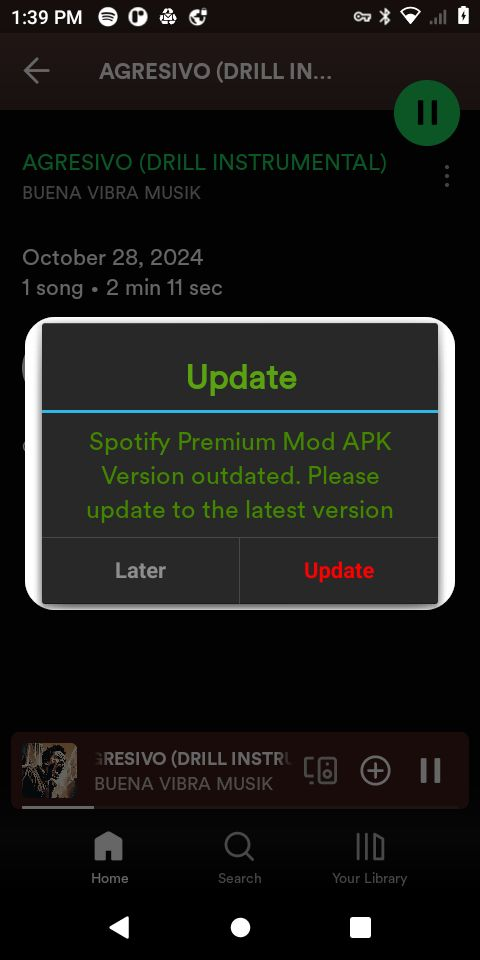 1:39 PM
AGRESIVO (DRILL IN...
AGRESIVO (DRILL INSTRUMENTAL)
BUENA VIBRA MUSIK
October 28, 2024
1 song • 2 min 11 sec
Update
Spotify Premium Mod APK
Version outdated. Please
update to the latest version
Later
Update
GRESIVO (DRILL INSTRU
BUENA VIBRA MUSIK
Home
Search
Your Library